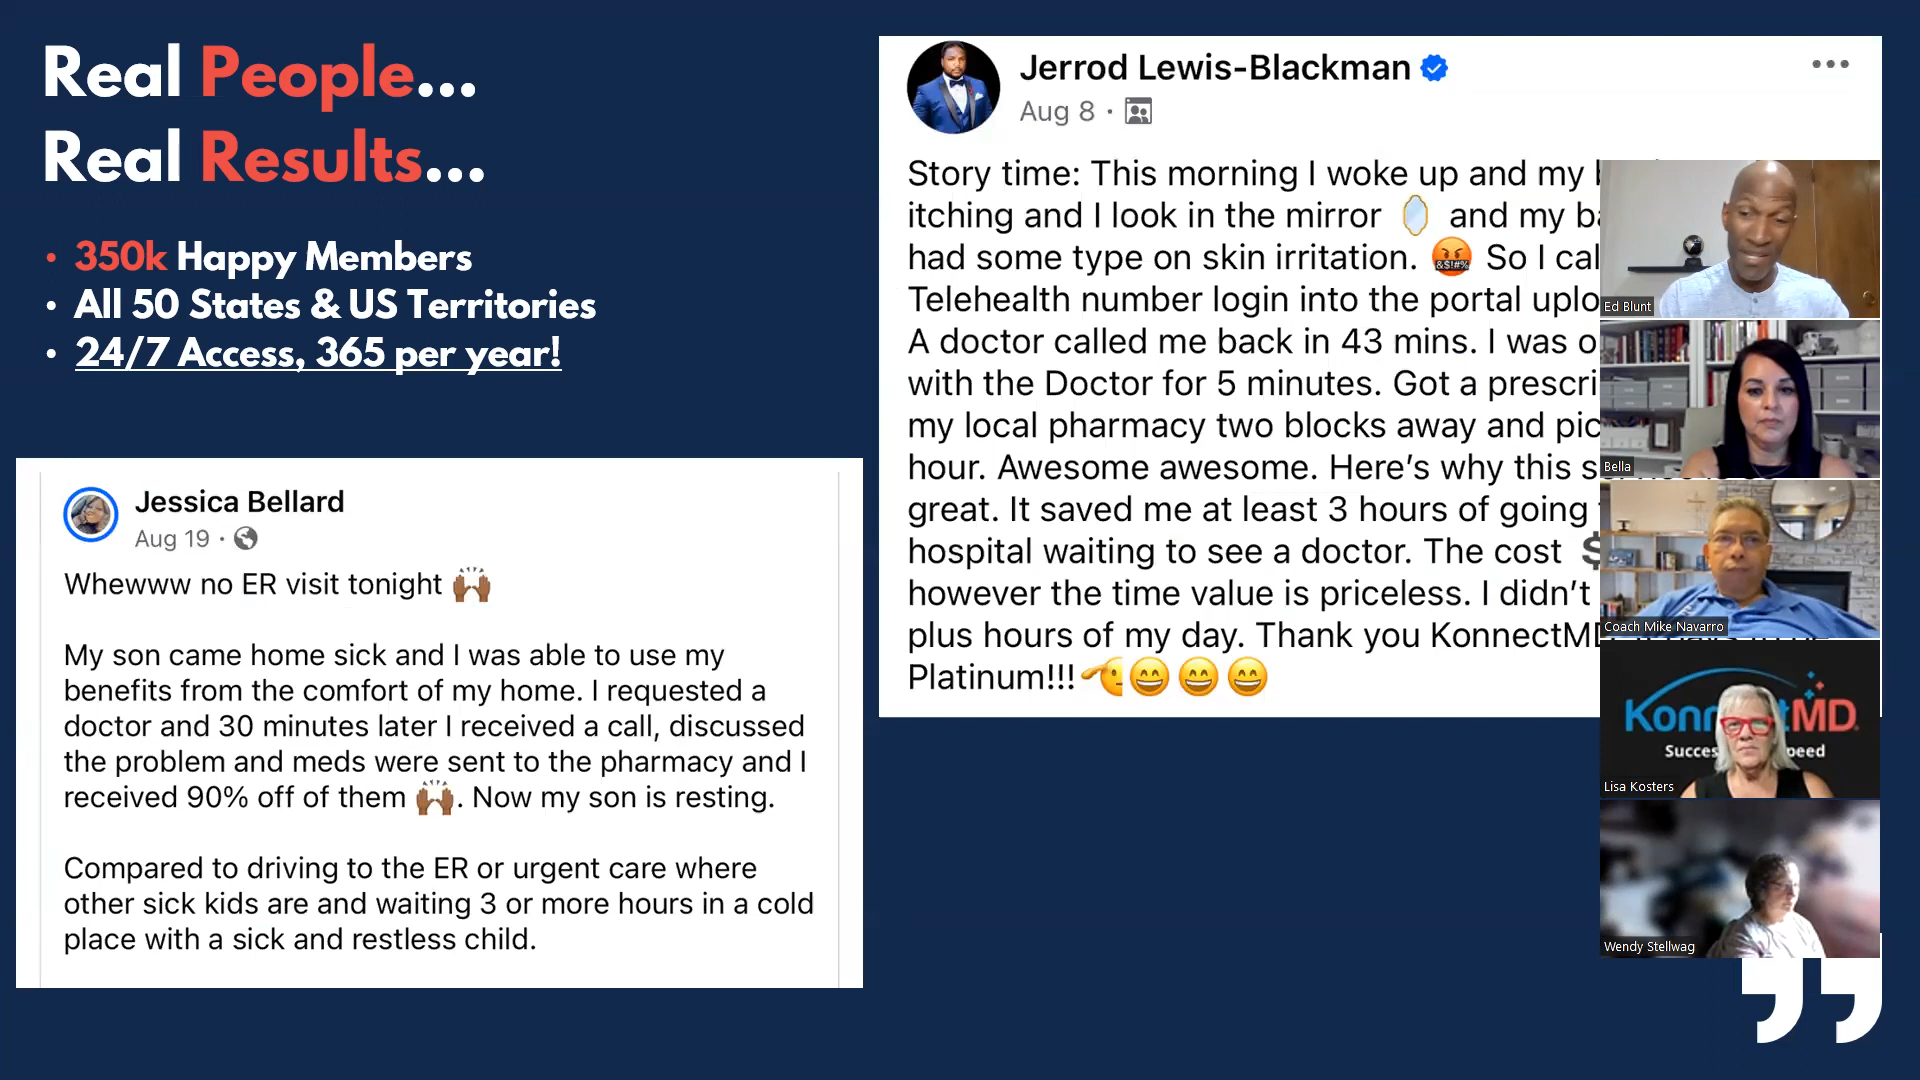 Real People...
Real Results...
• 350k Happy Members
• All 50 States & US Territories
• 24/7 Access, 365 per year!
Jessica Bellard
Aug 19 ·
Whewww no ER visit tonight 🙌🏾
My son came home sick and I was able to use my
benefits from the comfort of my home. I requested a
doctor and 30 minutes later I received a call, discussed
the problem and meds were sent to the pharmacy and I
received 90% off of them 🙌🏾. Now my son is resting.
Compared to driving to the ER or urgent care where
other sick kids are and waiting 3 or more hours in a cold
place with a sick and restless child.
Jerrod Lewis-Blackman
Aug 8 ·
Story time: This morning I woke up and my
itching and I look in the mirror 🪞 and my
had some type on skin irritation. 🤬 So I
Telehealth number login into the portal
A doctor called me back in 43 mins. I was
with the Doctor for 5 minutes. Got a
my local pharmacy two blocks away and
hour. Awesome awesome. Here's why this
great. It saved me at least 3 hours of going
hospital waiting to see a doctor. The cost
however the time value is priceless. I didn't
plus hours of my day. Thank you
Platinum!!! 🫡😄😄😄
Ed Blunt
Bella
Coach Mike Navarro
KonnectMD
Lisa Kosters
Wendy Stellwag